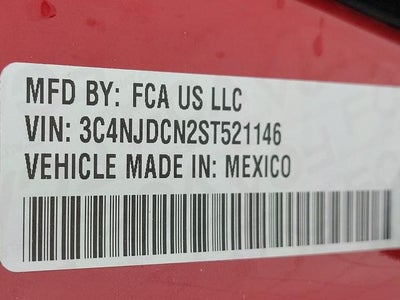 MFD BY: FCA US LLC
VIN: 3C4NJDCN2ST521146
VEHICLE MADE IN: MEXICO